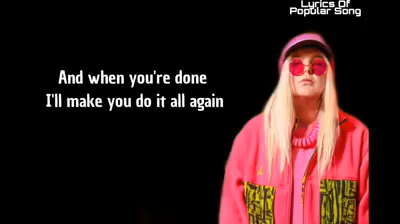 Lyrics Of
Popular Song
And when you're done
I'll make you do it all again